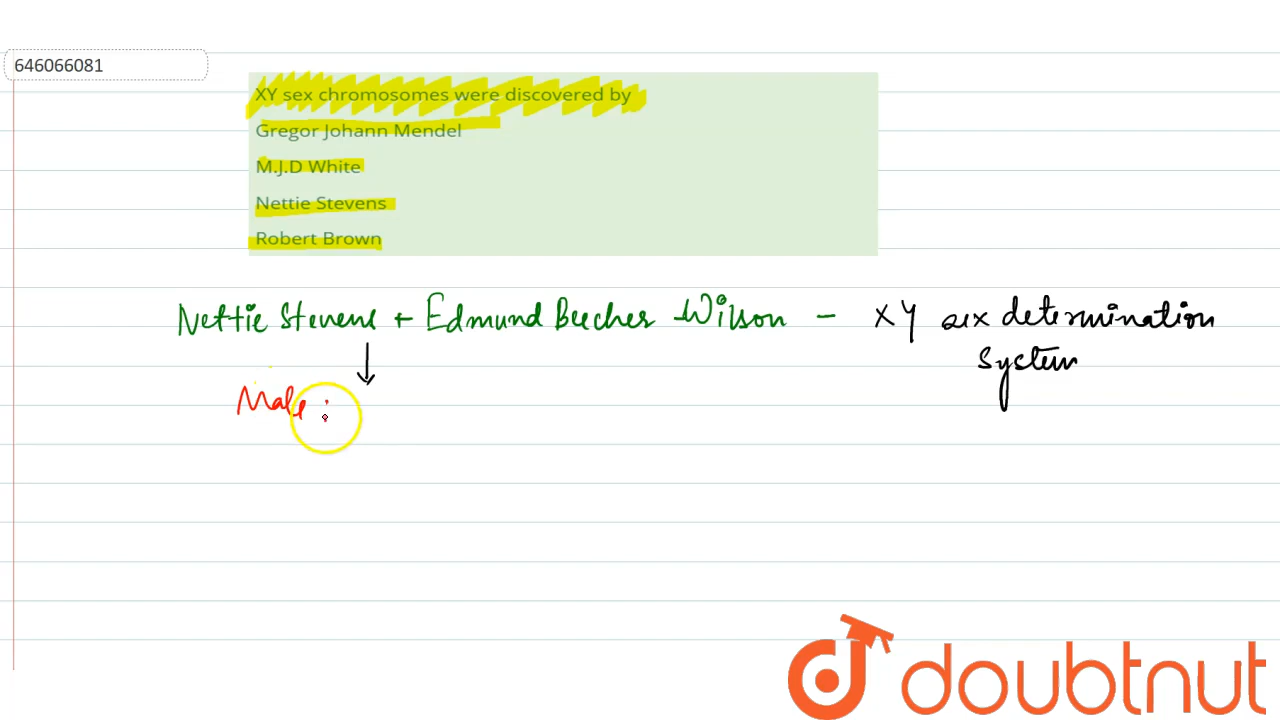 646066081
XY sex chromosomes were discovered by
Gregor Johann Mendel
M.J.D White
Nettie Stevens
Robert Brown
Nettie Stevens + Edmund Beecher Wilson - XY sex determination
system
Male :
doubtnut